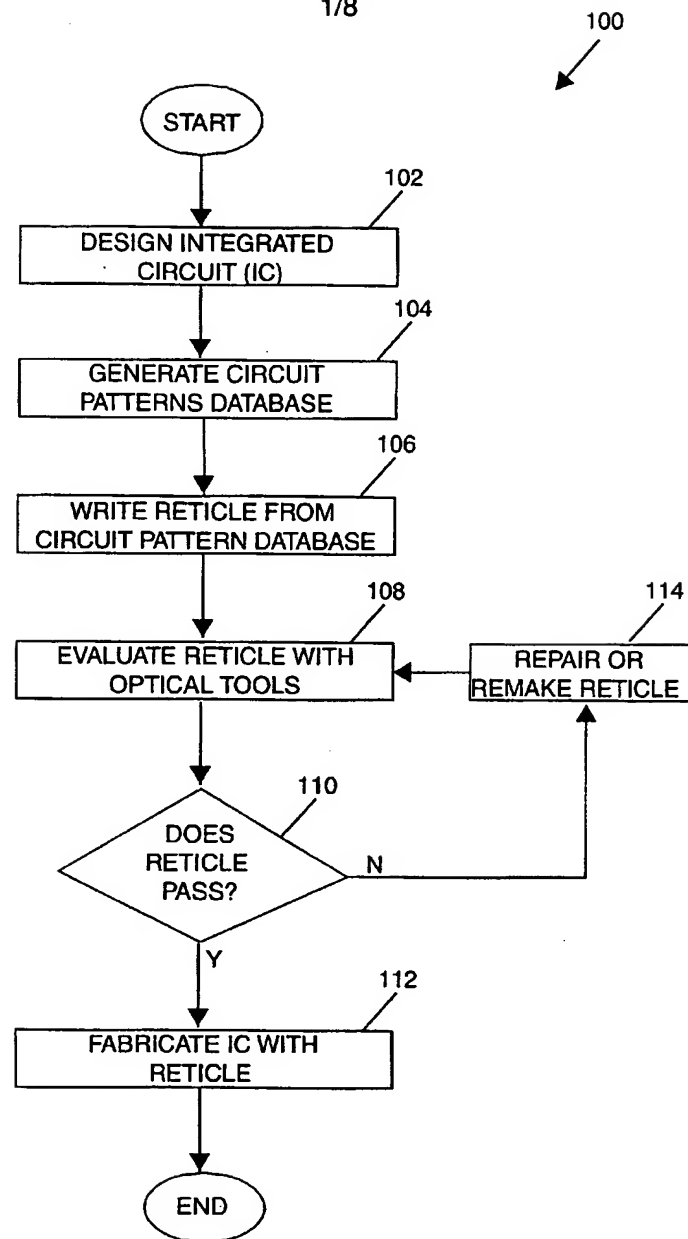 1/8
100
START
102
DESIGN INTEGRATED
CIRCUIT (IC)
104
GENERATE CIRCUIT
PATTERNS DATABASE
106
WRITE RETICLE FROM
CIRCUIT PATTERN DATABASE
108
EVALUATE RETICLE WITH
OPTICAL TOOLS
114
REPAIR OR
REMAKE RETICLE
110
DOES
RETICLE
PASS?
N
Y
112
FABRICATE IC WITH
RETICLE
END